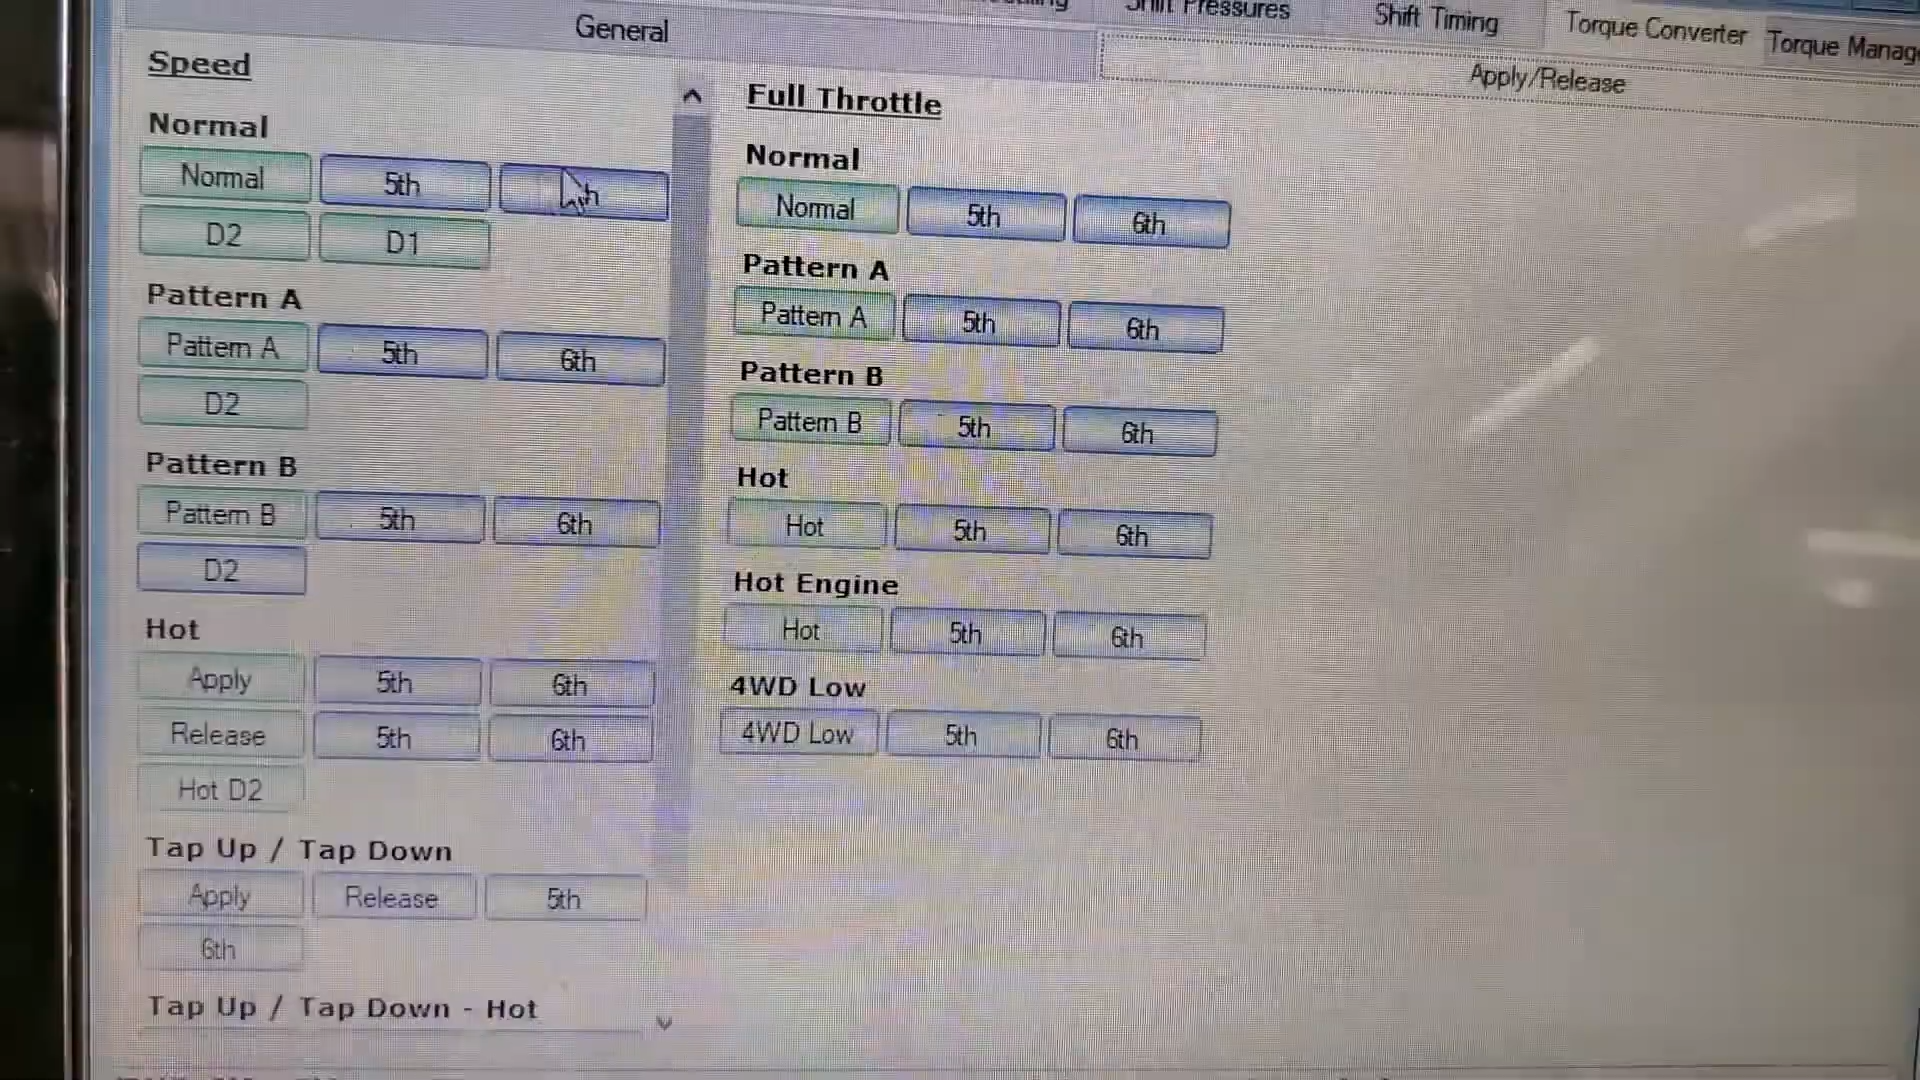 Shift Pressures Shift Timing Torque Converter Torque Manag
General Apply/Release
Speed
Normal
Normal 5th 6th
D2 D1
Pattern A
Pattern A 5th 6th
D2
Pattern B
Pattern B 5th 6th
D2
Hot
Apply 5th 6th
Release 5th 6th
Hot D2
Tap Up / Tap Down
Apply Release 5th
6th
Tap Up / Tap Down - Hot
Full Throttle
Normal
Normal 5th 6th
Pattern A
Pattern A 5th 6th
Pattern B
Pattern B 5th 6th
Hot
Hot 5th 6th
Hot Engine
Hot 5th 6th
4WD Low
4WD Low 5th 6th